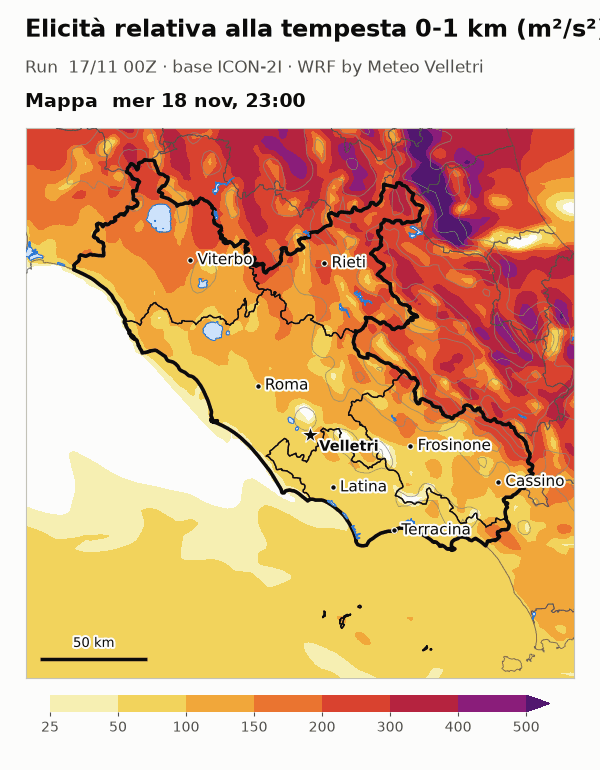 Elicità relativa alla tempesta 0-1 km (m²/s²)
Run 17/11 00Z · base ICON-2I · WRF by Meteo Velletri
Mappa mer 18 nov, 23:00
Viterbo
Rieti
Roma
Velletri
Frosinone
Cassino
Latina
Terracina
50 km
25 50 100 150 200 300 400 500